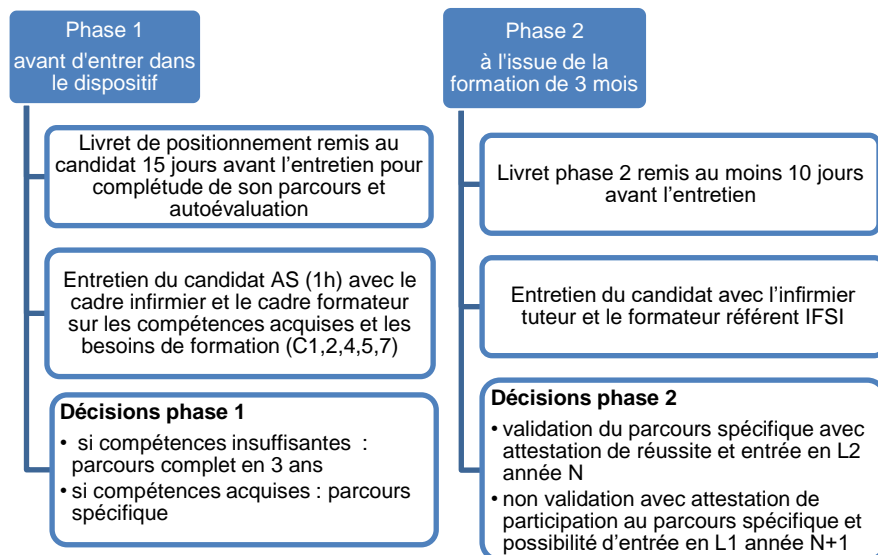 Phase 1
avant d'entrer dans
le dispositif
Livret de positionnement remis au
candidat 15 jours avant l'entretien pour
complétude de son parcours et
autoévaluation
Entretien du candidat AS (1h) avec le
cadre infirmier et le cadre formateur
sur les compétences acquises et les
besoins de formation (C1,2,4,5,7)
Décisions phase 1
• si compétences insuffisantes :
parcours complet en 3 ans
• si compétences acquises : parcours
spécifique
Phase 2
à l'issue de la
formation de 3 mois
Livret phase 2 remis au moins 10 jours
avant l'entretien
Entretien du candidat avec l'infirmier
tuteur et le formateur référent IFSI
Décisions phase 2
• validation du parcours spécifique avec
attestation de réussite et entrée en L2
année N
• non validation avec attestation de
participation au parcours spécifique et
possibilité d'entrée en L1 année N+1